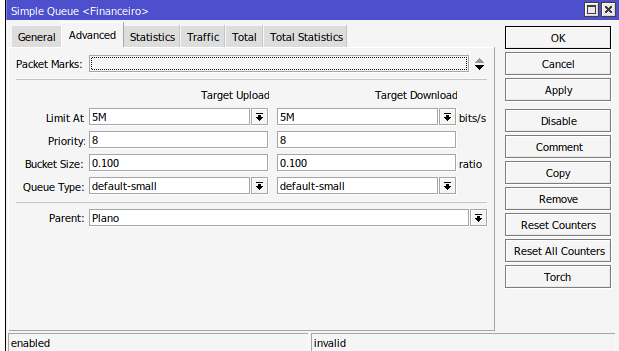 Simple Queue <Financeiro>
General Advanced Statistics Traffic Total Total Statistics
Packet Marks:
Target Upload Target Download
Limit At 5M 5M bits/s
Priority: 8 8
Bucket Size: 0.100 0.100 ratio
Queue Type: default-small default-small
Parent: Plano
OK
Cancel
Apply
Disable
Comment
Copy
Remove
Reset Counters
Reset All Counters
Torch
enabled invalid